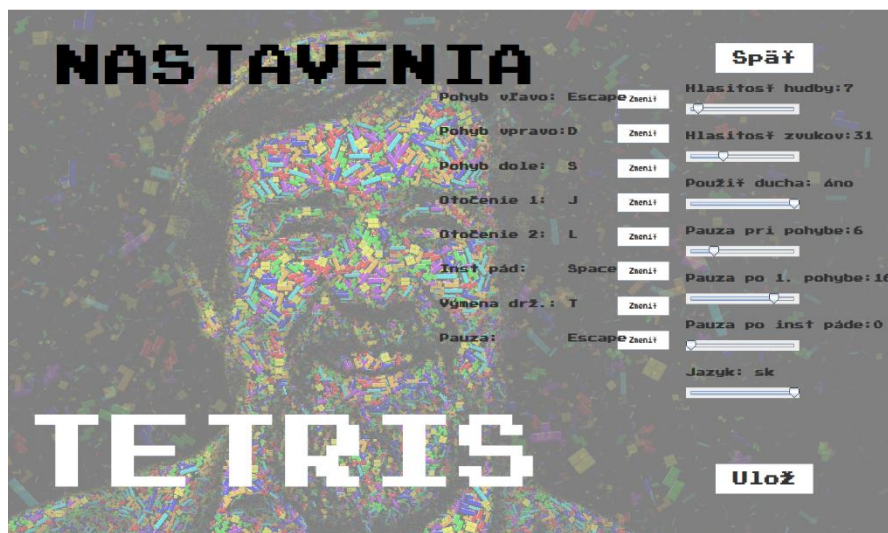 NASTAVENIA
Pohyb vľavo: Escape Zmeniť
Pohyb vpravo:D Zmeniť
Pohyb dole: S Zmeniť
Otočenie 1: J Zmeniť
Otočenie 2: L Zmeniť
Inst pád: Space Zmeniť
Výmena drž.: T Zmeniť
Pauza: Escape Zmeniť
Späť
Hlasitosť hudby:7
Hlasitosť zvukov:31
Použiť ducha: áno
Pauza pri pohybe:6
Pauza po 1. pohybe:16
Pauza po inst páde:0
Jazyk: sk
TETRIS
Ulož